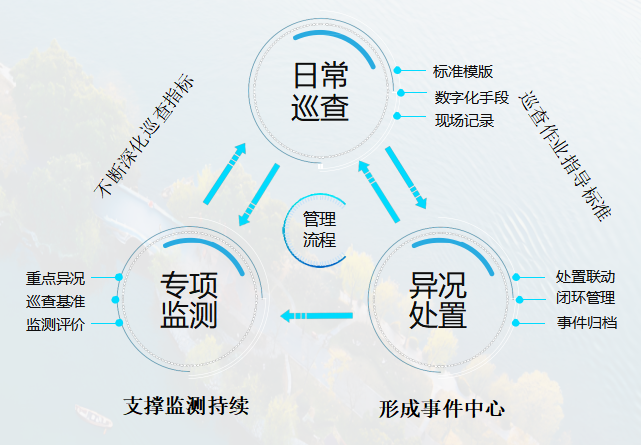 日常
巡查
标准模版
数字化手段
现场记录
不断深化巡查指标
巡查作业指导标准
管理
流程
专项
监测
重点异况
巡查基准
监测评价
异况
处置
处置联动
闭环管理
事件归档
支撑监测持续
形成事件中心